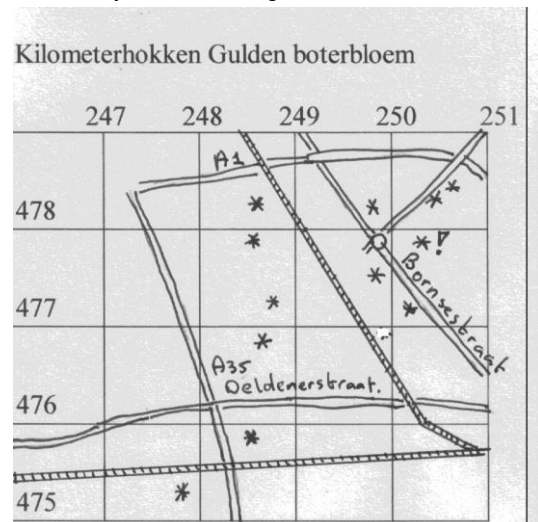 Kilometerhokken Gulden boterbloem
247 248 249 250 251
A1
478
!
Bornsestraat
477
A35
Deldenerstraat.
476
475